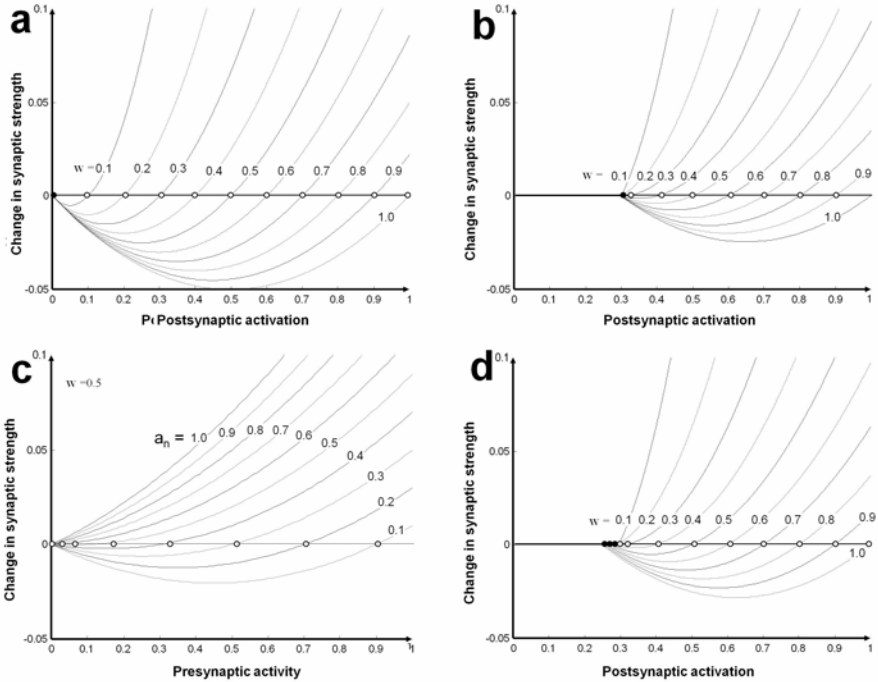 a
0.1
Change in synaptic strength
0.05
w = 0.1 0.2 0.3 0.4 0.5 0.6 0.7 0.8 0.9
0
1.0
-0.05
0 0.1 0.2 0.3 0.4 0.5 0.6 0.7 0.8 0.9 1
Postsynaptic activation
b
0.1
Change in synaptic strength
0.05
w = 0.1 0.2 0.3 0.4 0.5 0.6 0.7 0.8 0.9
0
1.0
-0.05
0 0.1 0.2 0.3 0.4 0.5 0.6 0.7 0.8 0.9 1
Postsynaptic activation
c
0.1
w =0.5
Change in synaptic strength
0.05
an = 1.0 0.9 0.8 0.7 0.6 0.5 0.4 0.3 0.2 0.1
0
-0.05
0 0.1 0.2 0.3 0.4 0.5 0.6 0.7 0.8 0.9 1
Presynaptic activity
d
0.1
Change in synaptic strength
0.05
w = 0.1 0.2 0.3 0.4 0.6 0.7 0.8 0.9
0
1.0
-0.05
0 0.1 0.2 0.3 0.4 0.5 0.6 0.7 0.8 0.9 1
Postsynaptic activation